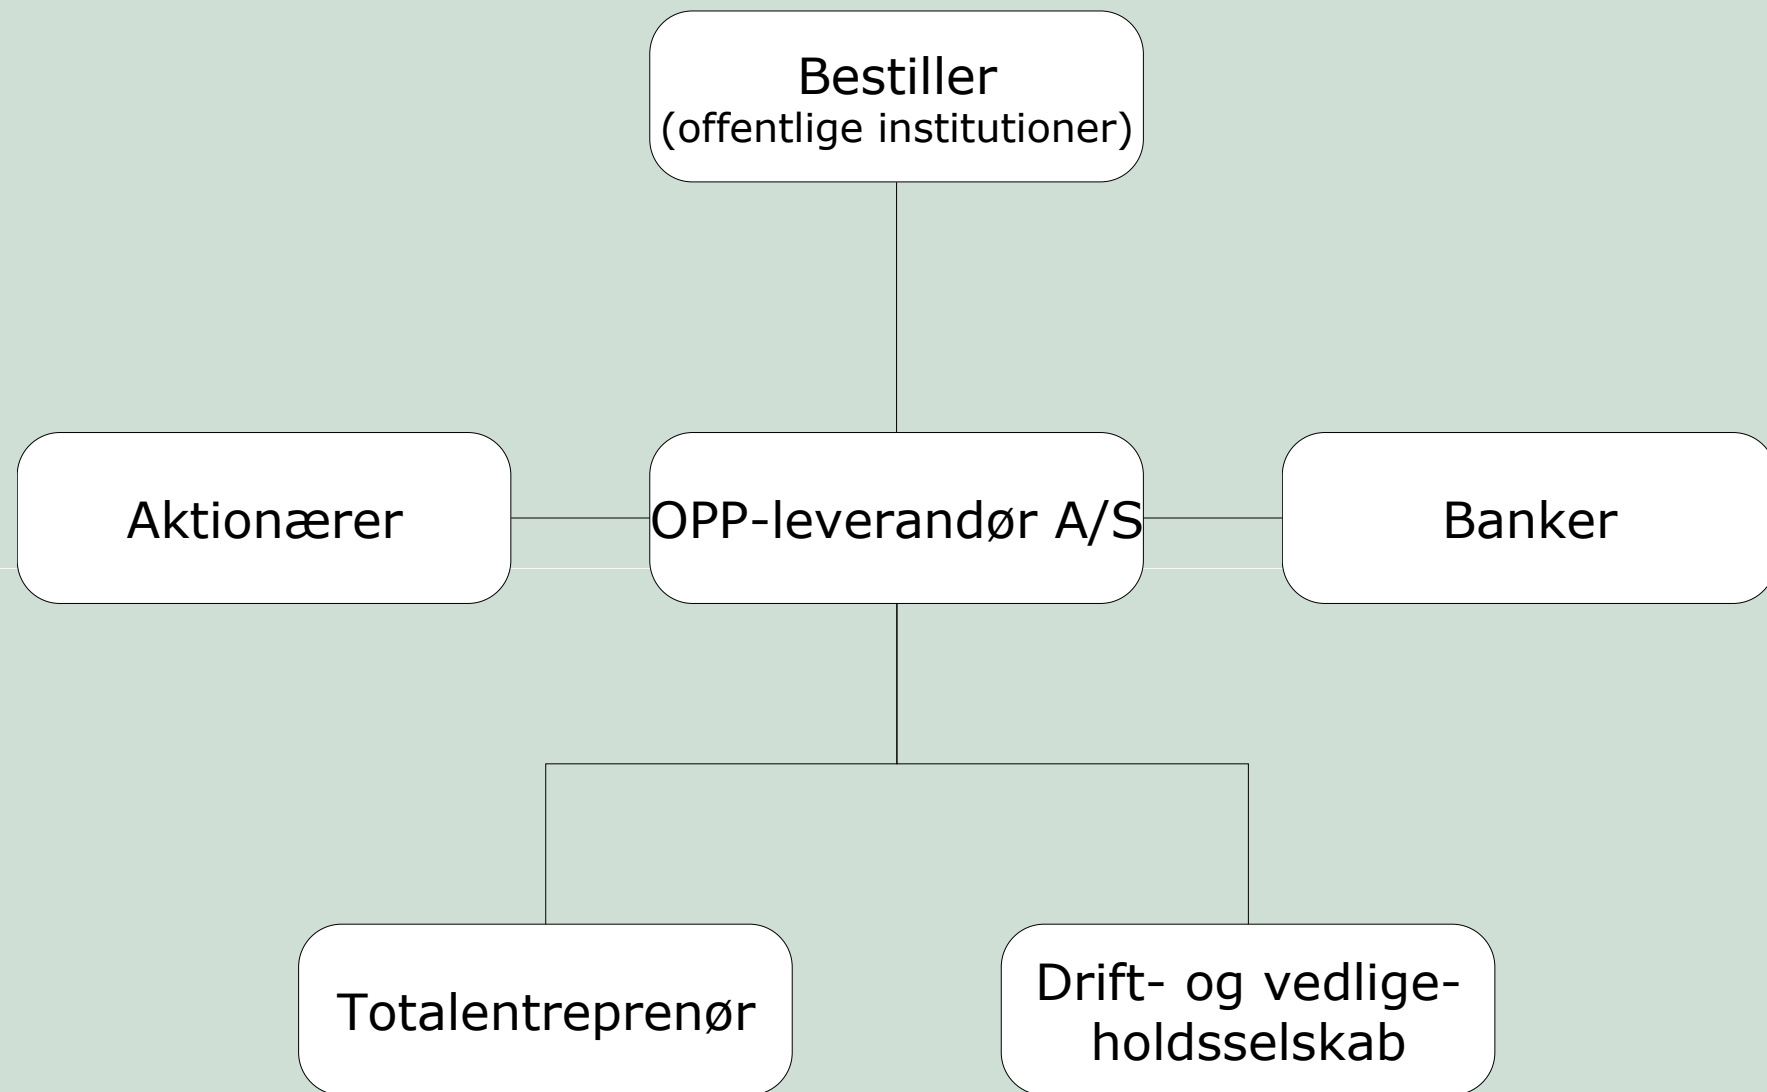 Bestiller
(offentlige institutioner)
Aktionærer
OPP-leverandør A/S
Banker
Totalentreprenør
Drift- og vedlige-
holdsselskab